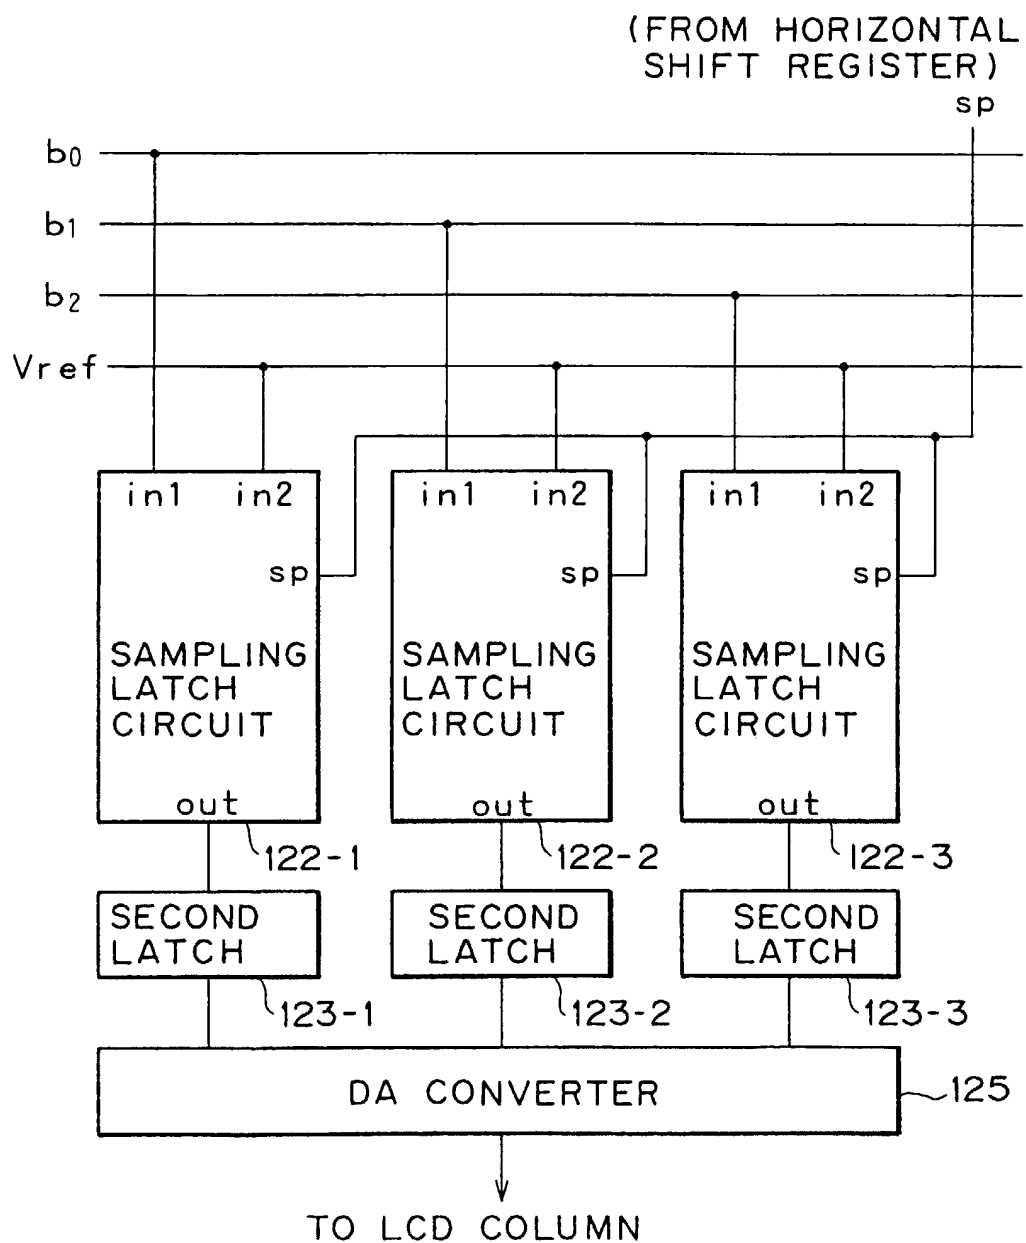 (FROM HORIZONTAL
SHIFT REGISTER)
sp
b0
b1
b2
Vref
in1 in2
in1 in2
in1 in2
sp
sp
sp
SAMPLING
LATCH
CIRCUIT
SAMPLING
LATCH
CIRCUIT
SAMPLING
LATCH
CIRCUIT
out
out
out
122-1
122-2
122-3
SECOND
LATCH
SECOND
LATCH
SECOND
LATCH
123-1
123-2
123-3
DA CONVERTER
125
TO LCD COLUMN